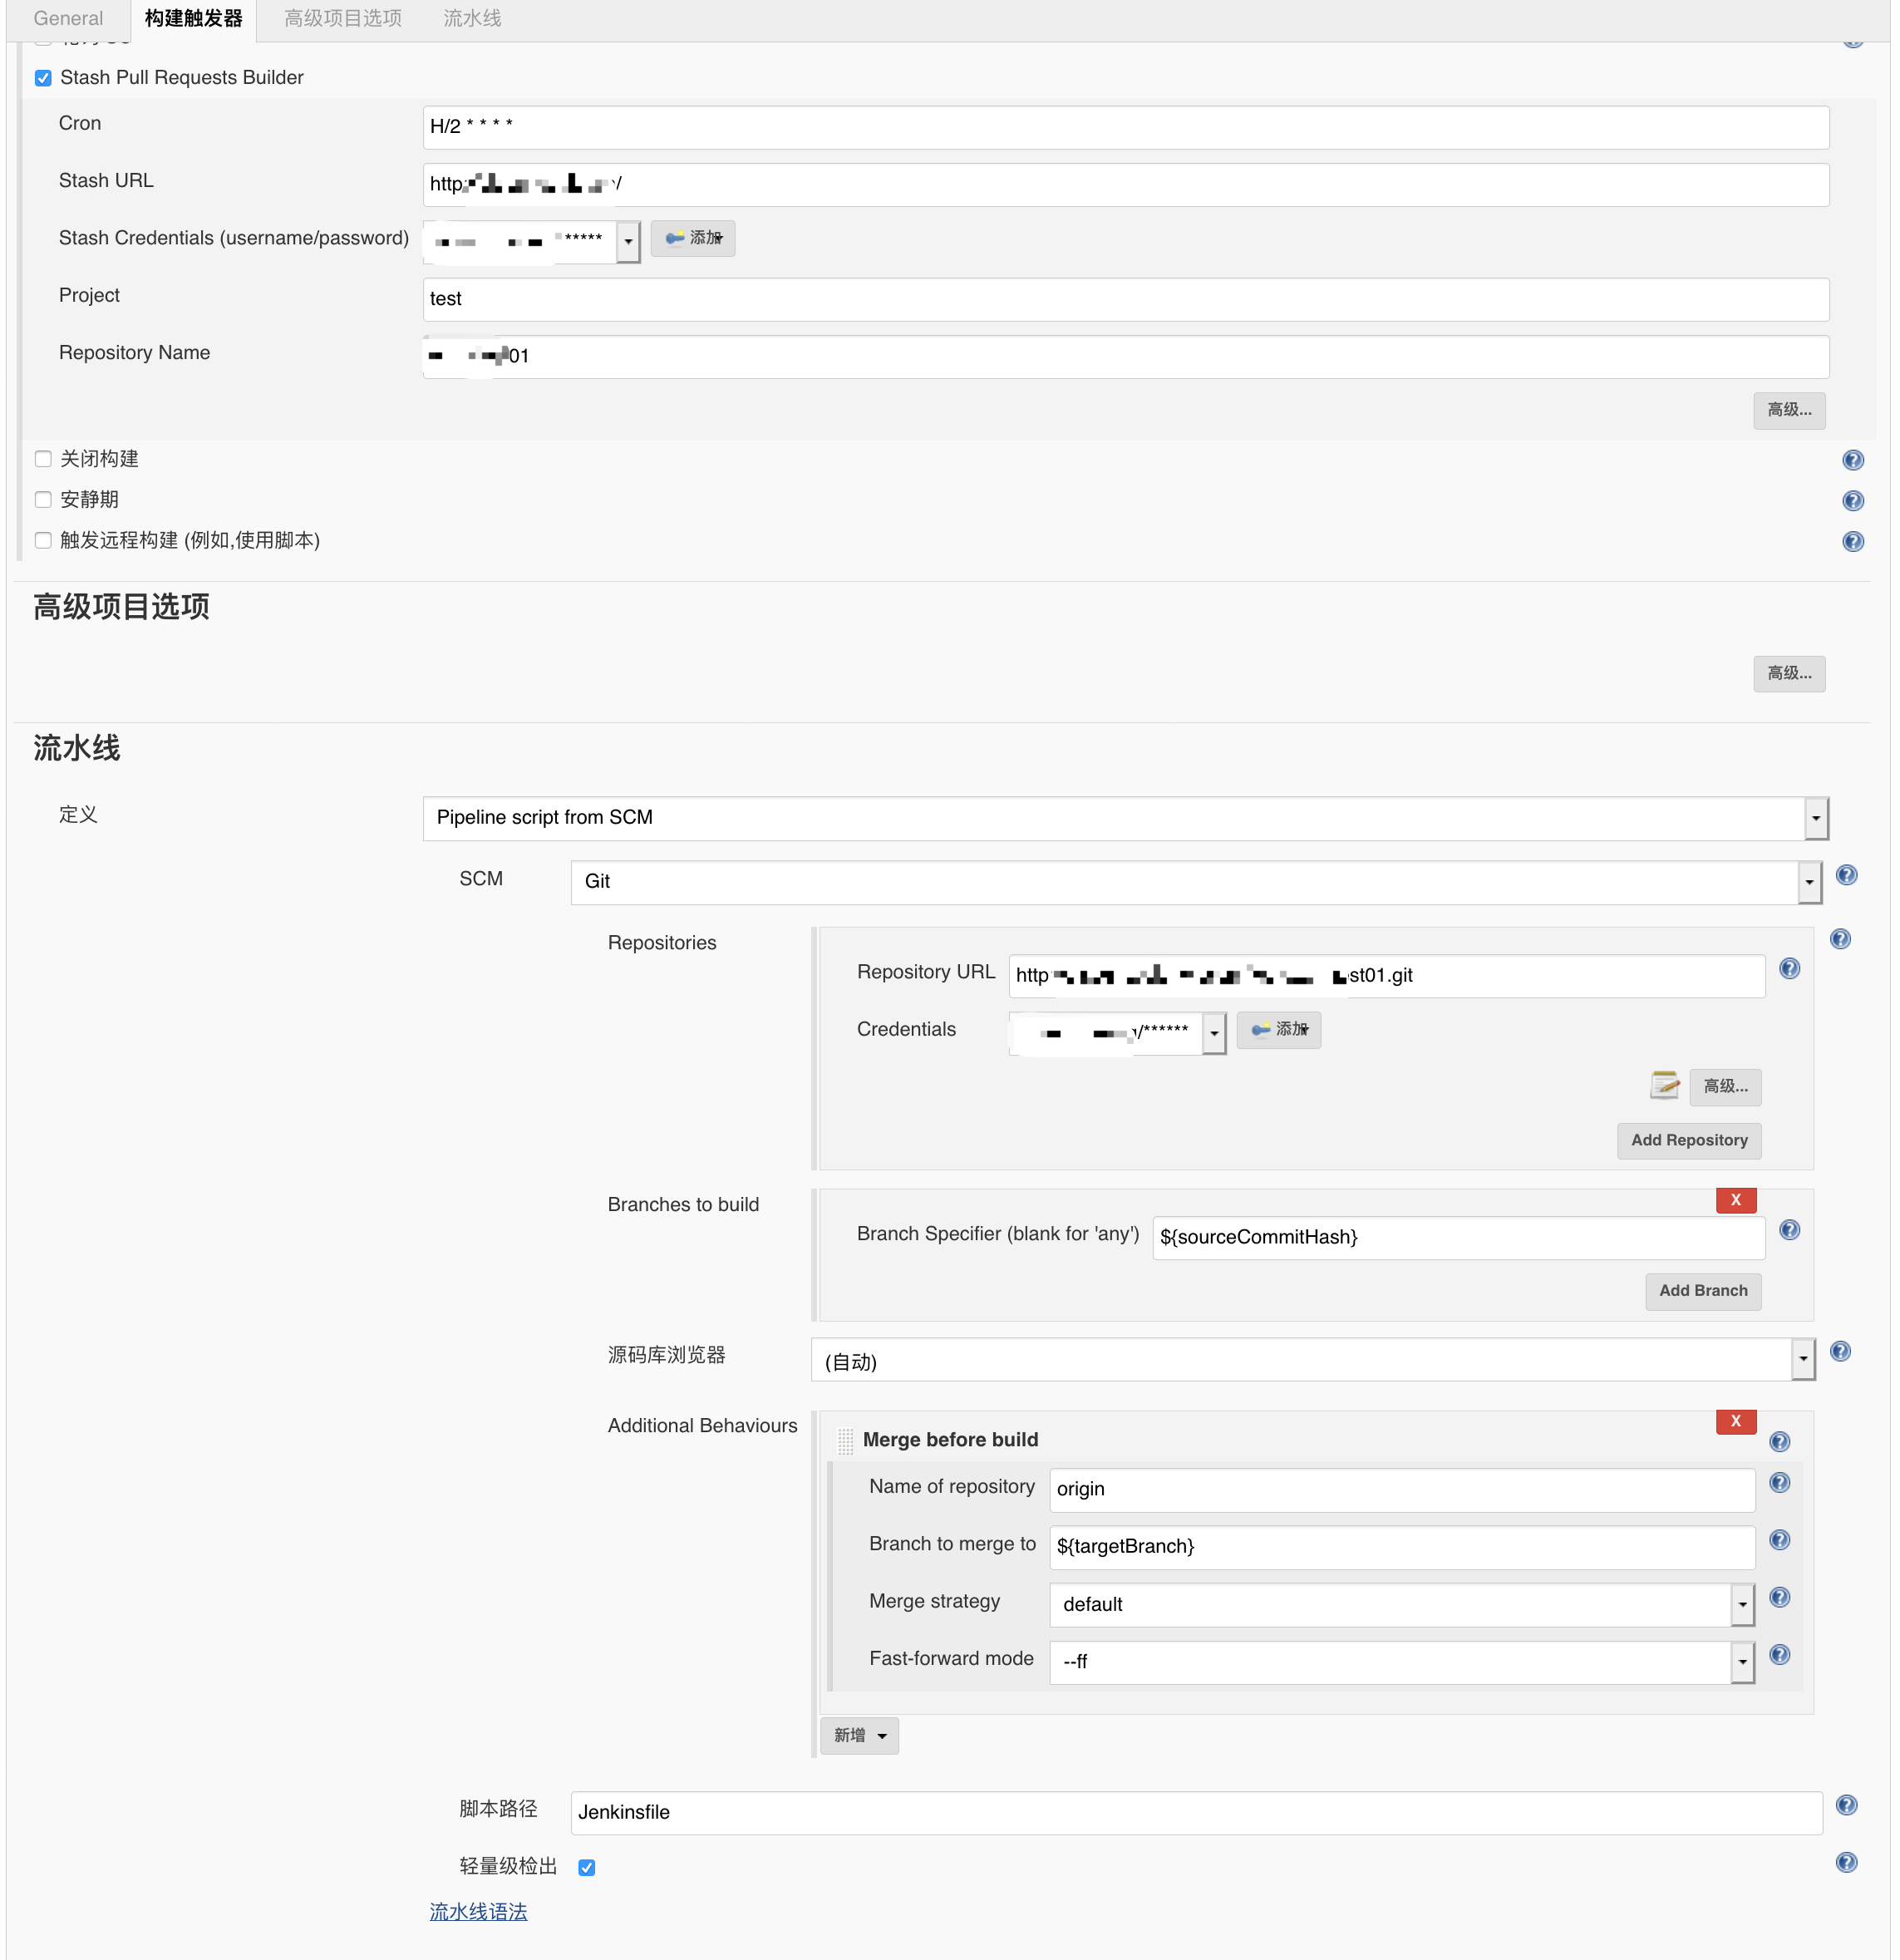 General 构建触发器 高级项目选项 流水线
Stash Pull Requests Builder
Cron H/2 * * * *
Stash URL http /
Stash Credentials (username/password) ***** 添加
Project test
Repository Name 01
高级...
关闭构建
安静期
触发远程构建 (例如,使用脚本)
高级项目选项
高级...
流水线
定义 Pipeline script from SCM
SCM Git
Repositories
Repository URL http st01.git
Credentials /****** 添加
高级...
Add Repository
Branches to build
X
Branch Specifier (blank for 'any') ${sourceCommitHash}
Add Branch
源码库浏览器 (自动)
Additional Behaviours
X
Merge before build
Name of repository origin
Branch to merge to ${targetBranch}
Merge strategy default
Fast-forward mode --ff
新增
脚本路径 Jenkinsfile
轻量级检出
流水线语法